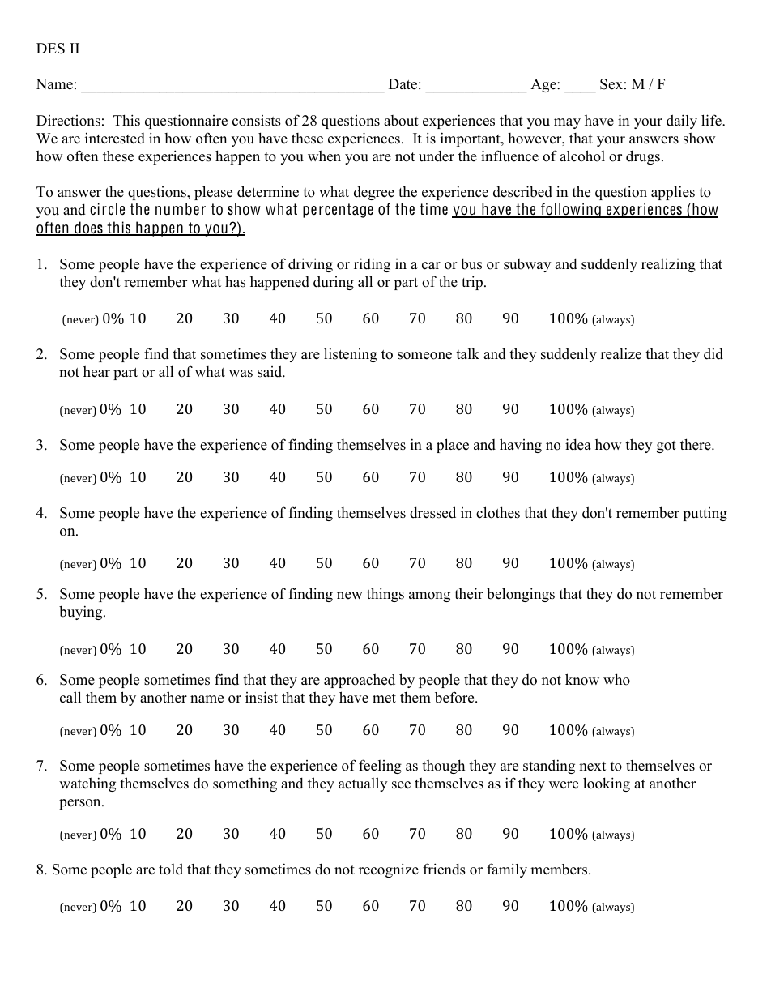 DES II
Name: _______________________________________ Date: _____________ Age: ____ Sex: M / F
Directions:  This questionnaire consists of 28 questions about experiences that you may have in your daily life.
We are interested in how often you have these experiences.  It is important, however, that your answers show
how often these experiences happen to you when you are not under the influence of alcohol or drugs.
To answer the questions, please determine to what degree the experience described in the question applies to
you and circle the number to show what percentage of the time you have the following experiences (how
often does this happen to you?).
1. Some people have the experience of driving or riding in a car or bus or subway and suddenly realizing that
they don't remember what has happened during all or part of the trip.
(never) 0% 10 20 30 40 50 60 70 80 90 100% (always)
2. Some people find that sometimes they are listening to someone talk and they suddenly realize that they did
not hear part or all of what was said.
(never) 0% 10 20 30 40 50 60 70 80 90 100% (always)
3. Some people have the experience of finding themselves in a place and having no idea how they got there.
(never) 0% 10 20 30 40 50 60 70 80 90 100% (always)
4. Some people have the experience of finding themselves dressed in clothes that they don't remember putting
on.
(never) 0% 10 20 30 40 50 60 70 80 90 100% (always)
5. Some people have the experience of finding new things among their belongings that they do not remember
buying.
(never) 0% 10 20 30 40 50 60 70 80 90 100% (always)
6. Some people sometimes find that they are approached by people that they do not know who
call them by another name or insist that they have met them before.
(never) 0% 10 20 30 40 50 60 70 80 90 100% (always)
7. Some people sometimes have the experience of feeling as though they are standing next to themselves or
watching themselves do something and they actually see themselves as if they were looking at another
person.
(never) 0% 10 20 30 40 50 60 70 80 90 100% (always)
8. Some people are told that they sometimes do not recognize friends or family members.
(never) 0% 10 20 30 40 50 60 70 80 90 100% (always)